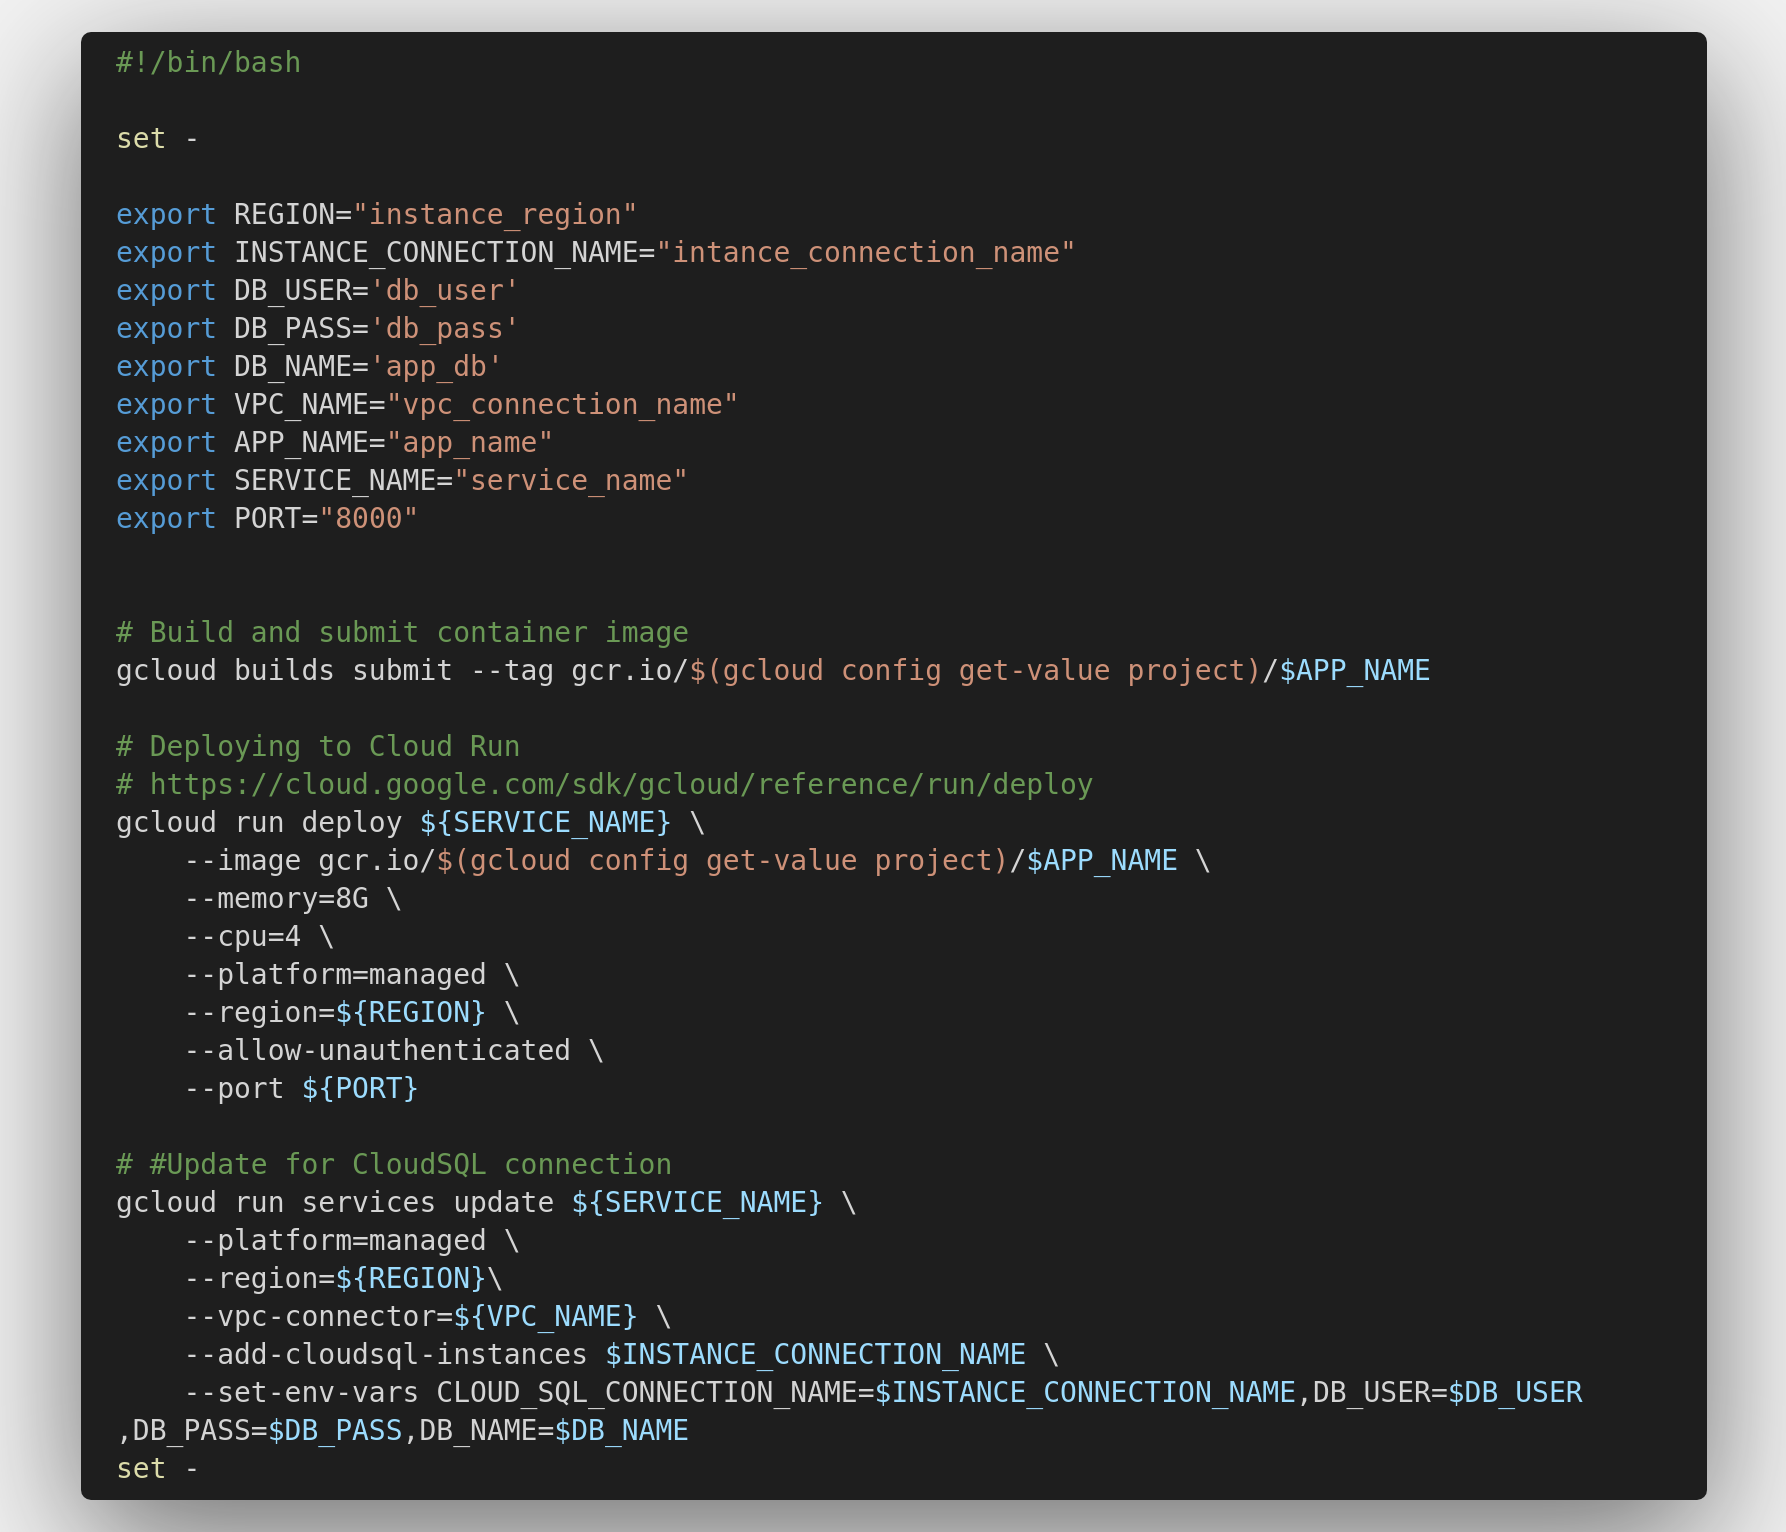 #!/bin/bash
set -
export REGION="instance_region"
export INSTANCE_CONNECTION_NAME="intance_connection_name"
export DB_USER='db_user'
export DB_PASS='db_pass'
export DB_NAME='app_db'
export VPC_NAME="vpc_connection_name"
export APP_NAME="app_name"
export SERVICE_NAME="service_name"
export PORT="8000"
# Build and submit container image
gcloud builds submit --tag gcr.io/$(gcloud config get-value project)/$APP_NAME
# Deploying to Cloud Run
# https://cloud.google.com/sdk/gcloud/reference/run/deploy
gcloud run deploy ${SERVICE_NAME} \
    --image gcr.io/$(gcloud config get-value project)/$APP_NAME \
    --memory=8G \
    --cpu=4 \
    --platform=managed \
    --region=${REGION} \
    --allow-unauthenticated \
    --port ${PORT}
# #Update for CloudSQL connection
gcloud run services update ${SERVICE_NAME} \
    --platform=managed \
    --region=${REGION}\
    --vpc-connector=${VPC_NAME} \
    --add-cloudsql-instances $INSTANCE_CONNECTION_NAME \
    --set-env-vars CLOUD_SQL_CONNECTION_NAME=$INSTANCE_CONNECTION_NAME,DB_USER=$DB_USER
,DB_PASS=$DB_PASS,DB_NAME=$DB_NAME
set -